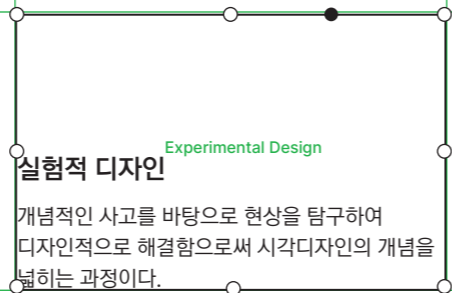 Experimental Design
실험적 디자인
개념적인 사고를 바탕으로 현상을 탐구하여
디자인적으로 해결함으로써 시각디자인의 개념을
넓히는 과정이다.